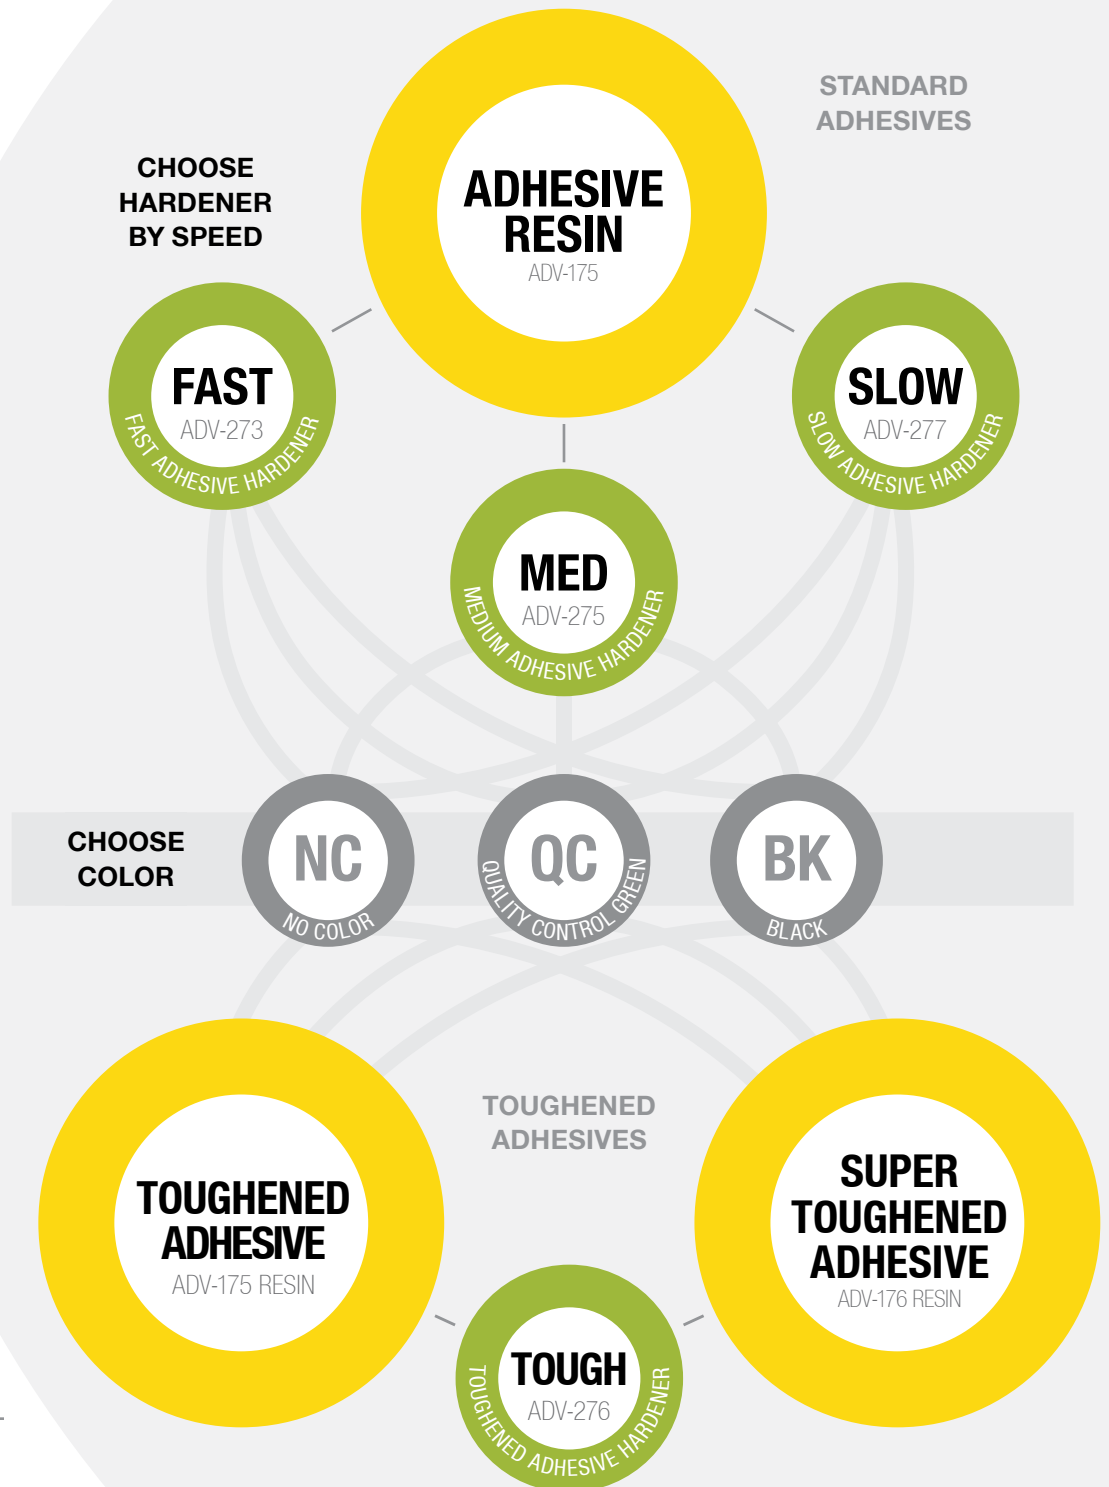 STANDARD
ADHESIVES
CHOOSE
HARDENER
BY SPEED
ADHESIVE
RESIN
ADV-175
FAST
ADV-273
FAST ADHESIVE HARDENER
SLOW
ADV-277
SLOW ADHESIVE HARDENER
MED
ADV-275
MEDIUM ADHESIVE HARDENER
CHOOSE
COLOR
NC
NO COLOR
QC
QUALITY CONTROL GREEN
BK
BLACK
TOUGHENED
ADHESIVES
TOUGHENED
ADHESIVE
ADV-175 RESIN
SUPER
TOUGHENED
ADHESIVE
ADV-176 RESIN
TOUGH
ADV-276
TOUGHENED ADHESIVE HARDENER